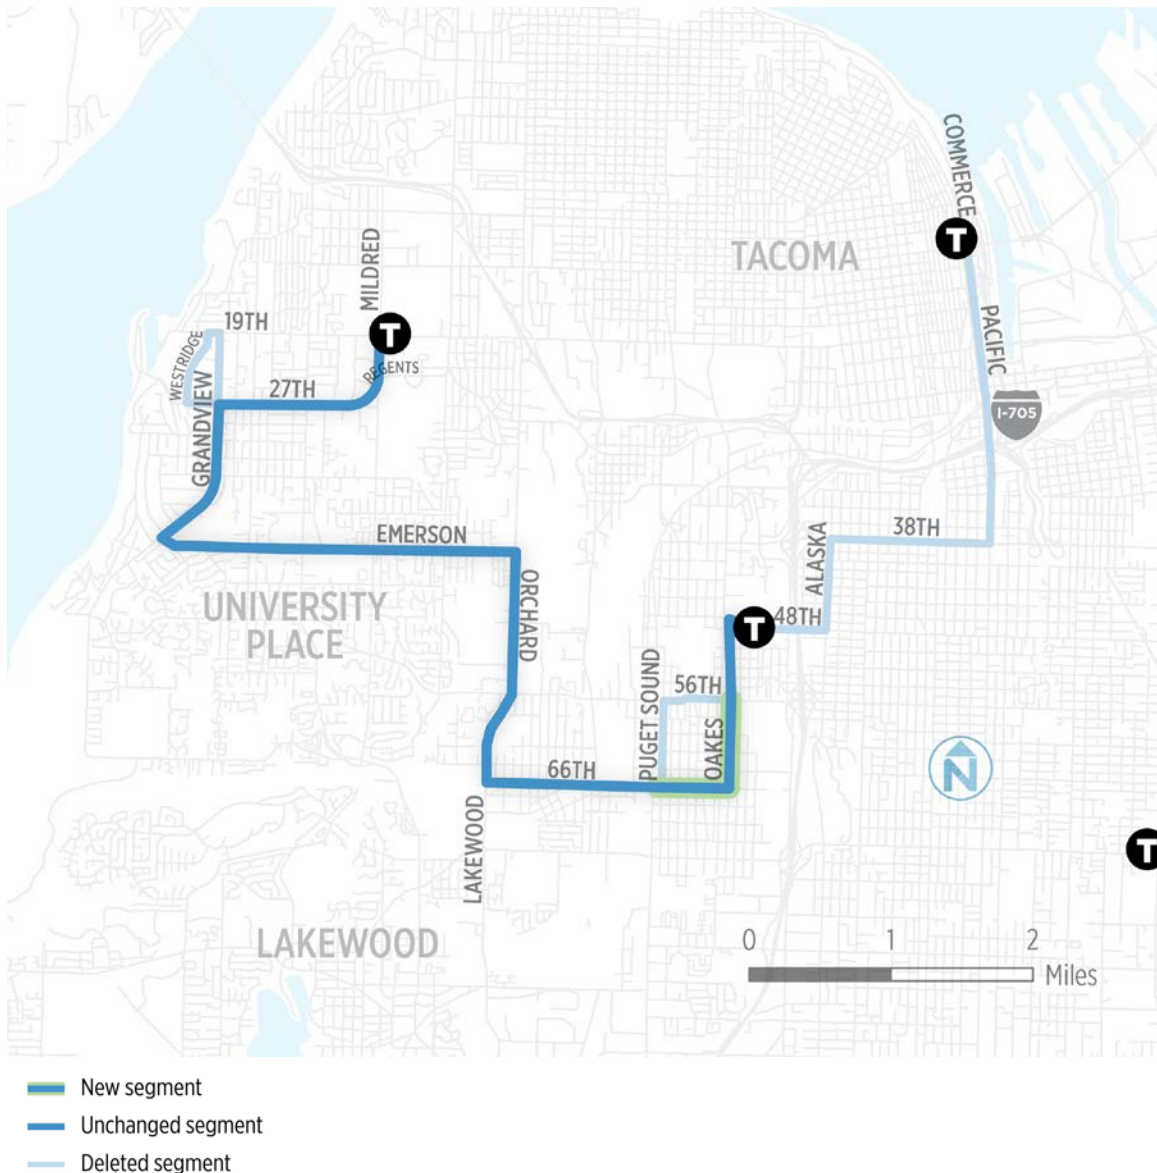 COMMERCE
T
TACOMA
MILDRED
PACIFIC
19TH
T
WESTRIDGE
REGENTS
27TH
I-705
GRANDVIEW
EMERSON
38TH
ALASKA
ORCHARD
UNIVERSITY
PLACE
48TH
T
PUGET SOUND
56TH
OAKES
66TH
N
LAKEWOOD
T
LAKEWOOD
0 1 2
Miles
New segment
Unchanged segment
Deleted segment